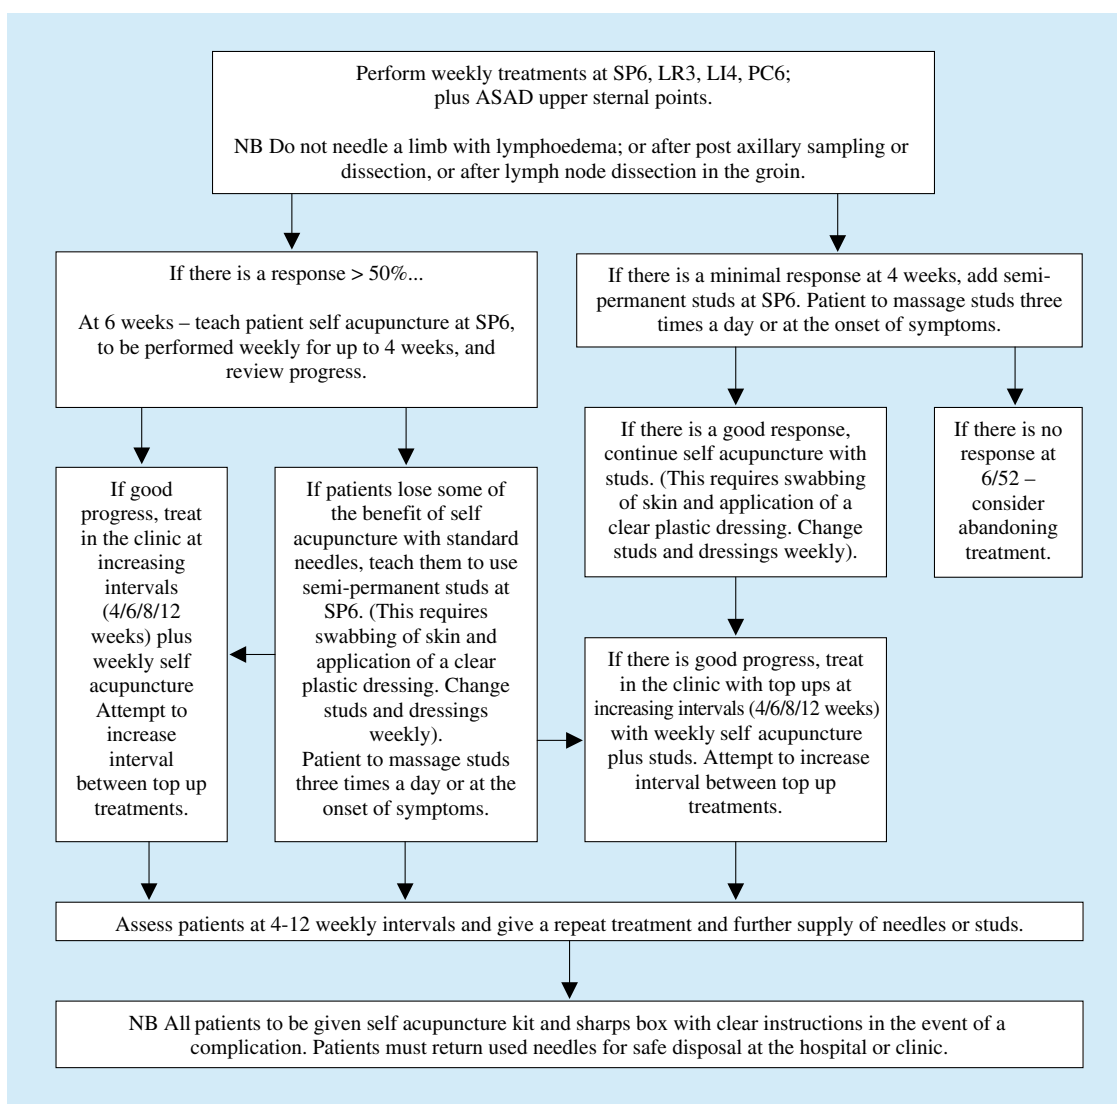 Perform weekly treatments at SP6, LR3, LI4, PC6;
plus ASAD upper sternal points.
NB Do not needle a limb with lymphoedema; or after post axillary sampling or
dissection, or after lymph node dissection in the groin.
If there is a response > 50%...
At 6 weeks – teach patient self acupuncture at SP6,
to be performed weekly for up to 4 weeks, and
review progress.
If there is a minimal response at 4 weeks, add semi-
permanent studs at SP6. Patient to massage studs three
times a day or at the onset of symptoms.
If good
progress, treat
in the clinic at
increasing
intervals
(4/6/8/12
weeks) plus
weekly self
acupuncture
Attempt to
increase
interval
between top up
treatments.
If patients lose some of
the benefit of self
acupuncture with standard
needles, teach them to use
semi-permanent studs at
SP6. (This requires
swabbing of skin and
application of a clear
plastic dressing. Change
studs and dressings
weekly).
Patient to massage studs
three times a day or at the
onset of symptoms.
If there is a good response,
continue self acupuncture with
studs. (This requires swabbing
of skin and application of a
clear plastic dressing. Change
studs and dressings weekly).
If there is no
response at
6/52 –
consider
abandoning
treatment.
If there is good progress, treat
in the clinic with top ups at
increasing intervals (4/6/8/12 weeks)
with weekly self acupuncture
plus studs. Attempt to increase
interval between top up
treatments.
Assess patients at 4-12 weekly intervals and give a repeat treatment and further supply of needles or studs.
NB All patients to be given self acupuncture kit and sharps box with clear instructions in the event of a
complication. Patients must return used needles for safe disposal at the hospital or clinic.